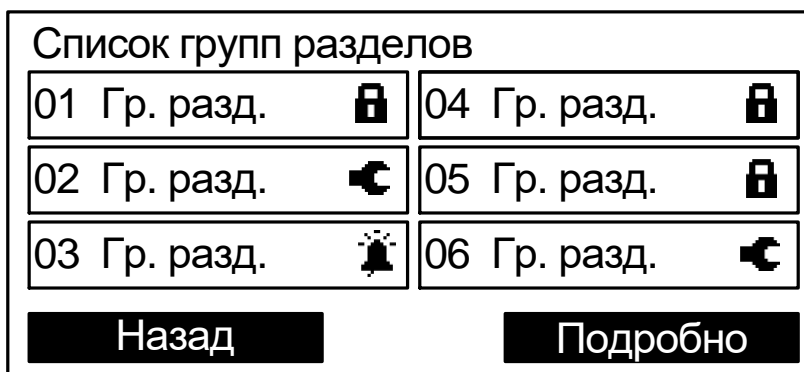 Список групп разделов
01 Гр. разд.
04 Гр. разд.
02 Гр. разд.
05 Гр. разд.
03 Гр. разд.
06 Гр. разд.
Назад
Подробно